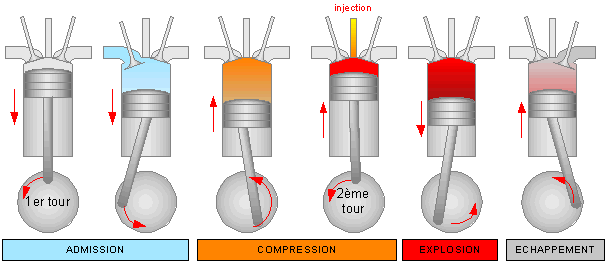 injection
1er tour
2ème
tour
ADMISSION
COMPRESSION
EXPLOSION
ECHAPPEMENT